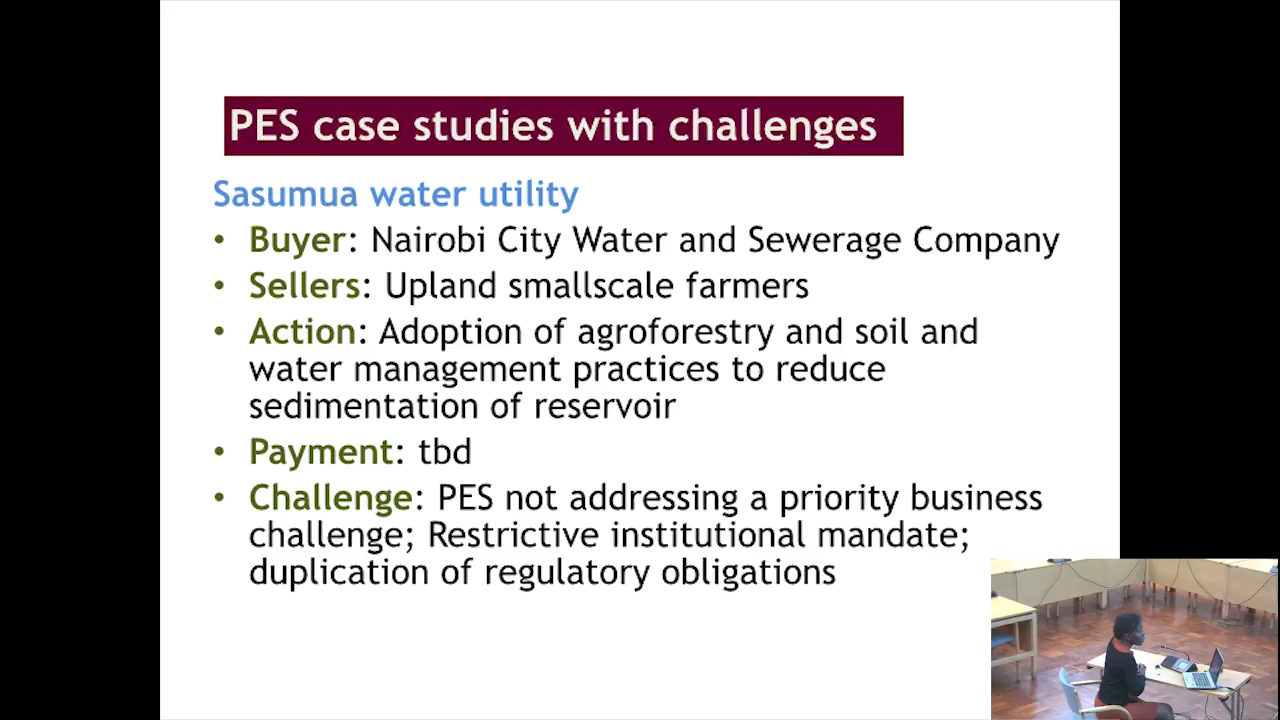 PES case studies with challenges
Sasumua water utility
• Buyer: Nairobi City Water and Sewerage Company
• Sellers: Upland smallscale farmers
• Action: Adoption of agroforestry and soil and
water management practices to reduce
sedimentation of reservoir
• Payment: tbd
• Challenge: PES not addressing a priority business
challenge; Restrictive institutional mandate;
duplication of regulatory obligations